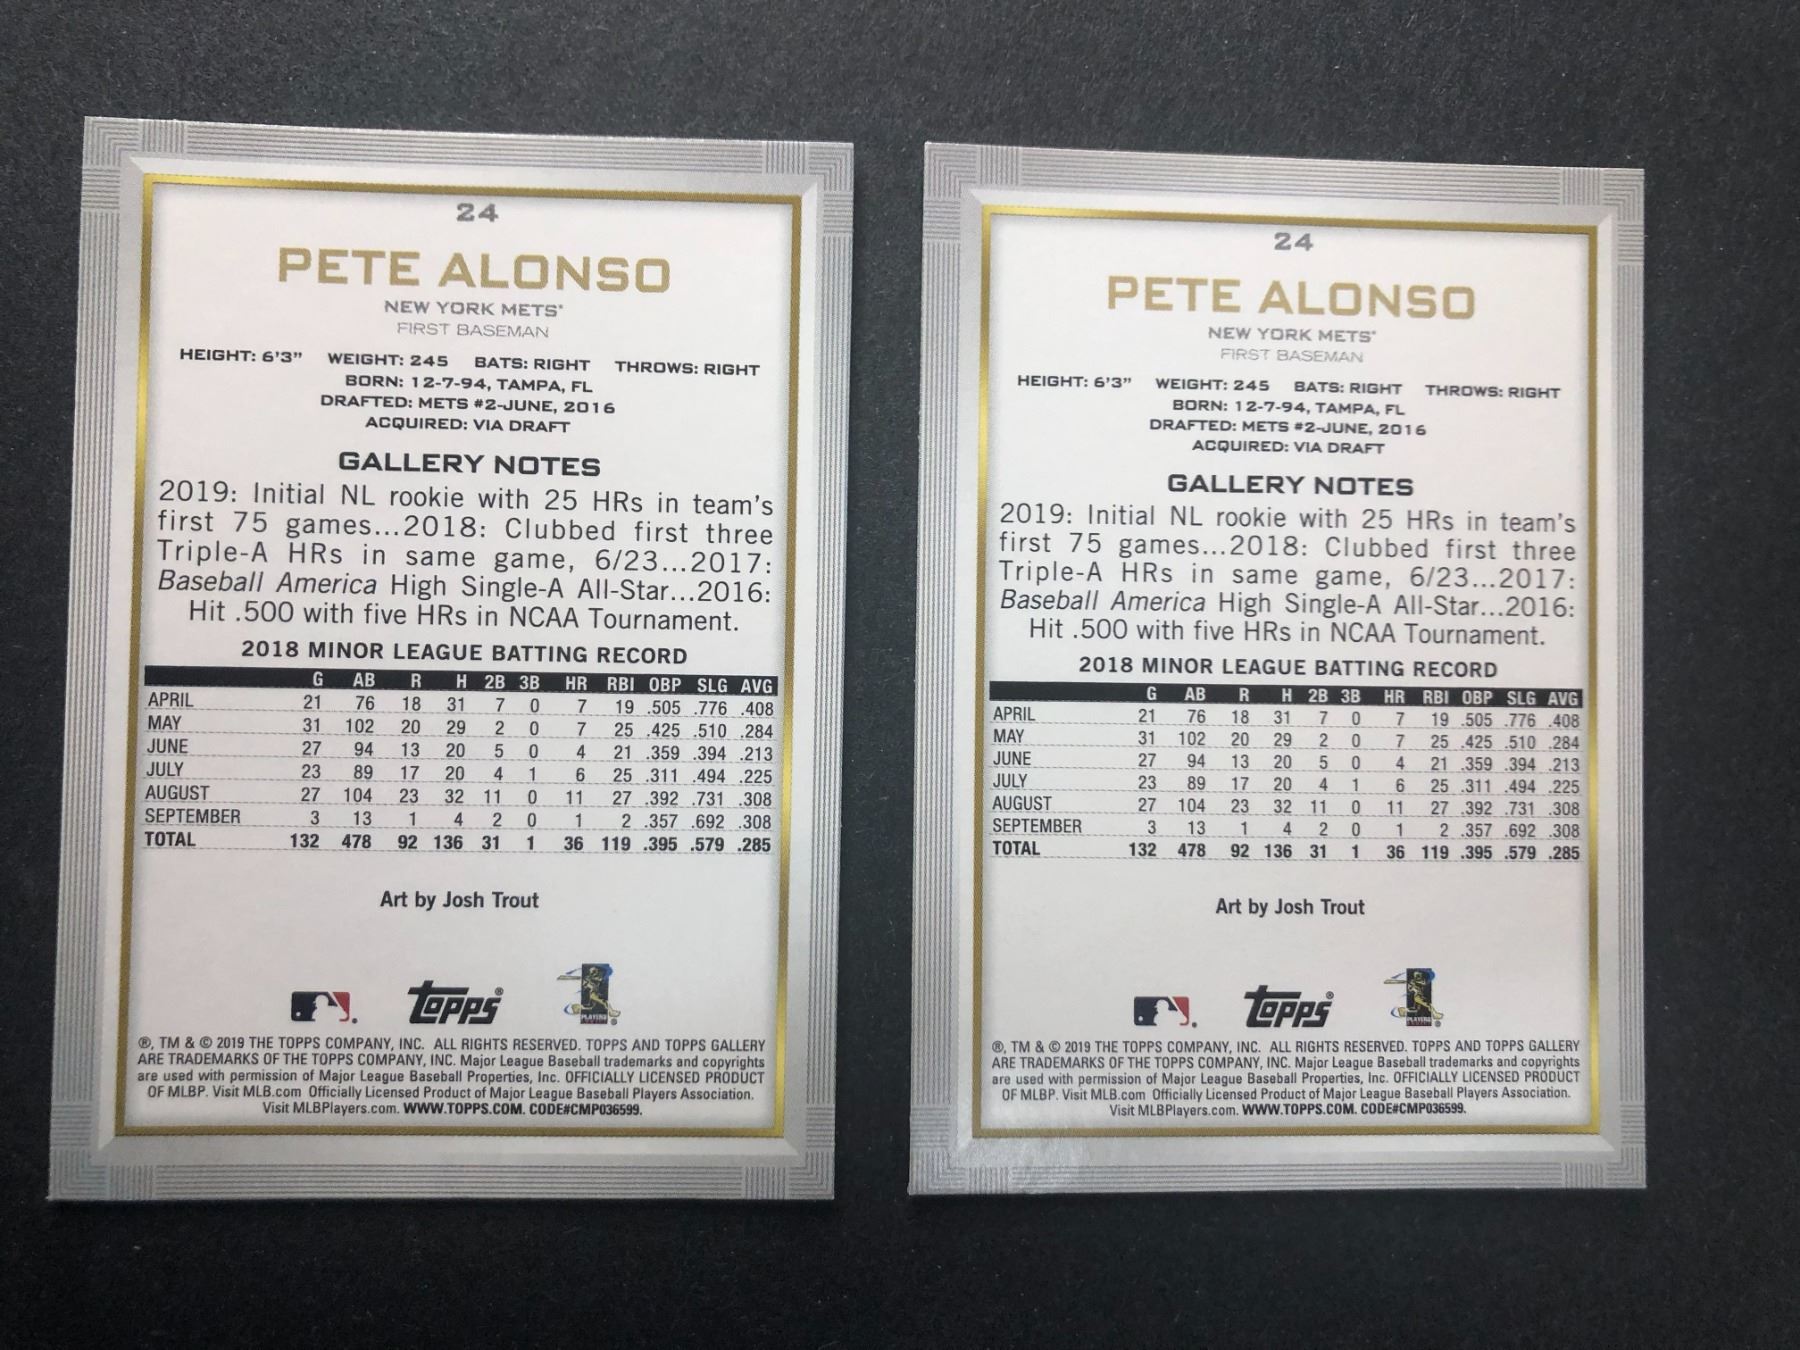 24
PETE ALONSO
NEW YORK METS®
FIRST BASEMAN
HEIGHT: 6'3" WEIGHT: 245 BATS: RIGHT THROWS: RIGHT
BORN: 12-7-94, TAMPA, FL
DRAFTED: METS #2-JUNE, 2016
ACQUIRED: VIA DRAFT
GALLERY NOTES
2019: Initial NL rookie with 25 HRs in team's
first 75 games...2018: Clubbed first three
Triple-A HRs in same game, 6/23...2017:
Baseball America High Single-A All-Star...2016:
Hit .500 with five HRs in NCAA Tournament.
2018 MINOR LEAGUE BATTING RECORD
G AB R H 2B 3B HR RBI OBP SLG AVG
APRIL 21 76 18 31 7 0 7 19 .505 .776 .408
MAY 31 102 20 29 2 0 7 25 .425 .510 .284
JUNE 27 94 13 20 5 0 4 21 .359 .394 .213
JULY 23 89 17 20 4 1 6 25 .311 .494 .225
AUGUST 27 104 23 32 11 0 11 27 .392 .731 .308
SEPTEMBER 3 13 1 4 2 0 1 2 .357 .692 .308
TOTAL 132 478 92 136 31 1 36 119 .395 .579 .285
Art by Josh Trout
Topps® PLAYERS
®, TM & © 2019 THE TOPPS COMPANY, INC. ALL RIGHTS RESERVED. TOPPS AND TOPPS GALLERY
ARE TRADEMARKS OF THE TOPPS COMPANY, INC. Major League Baseball trademarks and copyrights
are used with permission of Major League Baseball Properties, Inc. OFFICIALLY LICENSED PRODUCT
OF MLBP. Visit MLB.com Officially Licensed Product of Major League Baseball Players Association.
Visit MLBPlayers.com. WWW.TOPPS.COM. CODE#CMP036599.
24
PETE ALONSO
NEW YORK METS®
FIRST BASEMAN
HEIGHT: 6'3" WEIGHT: 245 BATS: RIGHT THROWS: RIGHT
BORN: 12-7-94, TAMPA, FL
DRAFTED: METS #2-JUNE, 2016
ACQUIRED: VIA DRAFT
GALLERY NOTES
2019: Initial NL rookie with 25 HRs in team's
first 75 games...2018: Clubbed first three
Triple-A HRs in same game, 6/23...2017:
Baseball America High Single-A All-Star...2016:
Hit .500 with five HRs in NCAA Tournament.
2018 MINOR LEAGUE BATTING RECORD
G AB R H 2B 3B HR RBI OBP SLG AVG
APRIL 21 76 18 31 7 0 7 19 .505 .776 .408
MAY 31 102 20 29 2 0 7 25 .425 .510 .284
JUNE 27 94 13 20 5 0 4 21 .359 .394 .213
JULY 23 89 17 20 4 1 6 25 .311 .494 .225
AUGUST 27 104 23 32 11 0 11 27 .392 .731 .308
SEPTEMBER 3 13 1 4 2 0 1 2 .357 .692 .308
TOTAL 132 478 92 136 31 1 36 119 .395 .579 .285
Art by Josh Trout
Topps® PLAYERS
®, TM & © 2019 THE TOPPS COMPANY, INC. ALL RIGHTS RESERVED. TOPPS AND TOPPS GALLERY
ARE TRADEMARKS OF THE TOPPS COMPANY, INC. Major League Baseball trademarks and copyrights
are used with permission of Major League Baseball Properties, Inc. OFFICIALLY LICENSED PRODUCT
OF MLBP. Visit MLB.com Officially Licensed Product of Major League Baseball Players Association.
Visit MLBPlayers.com. WWW.TOPPS.COM. CODE#CMP036599.